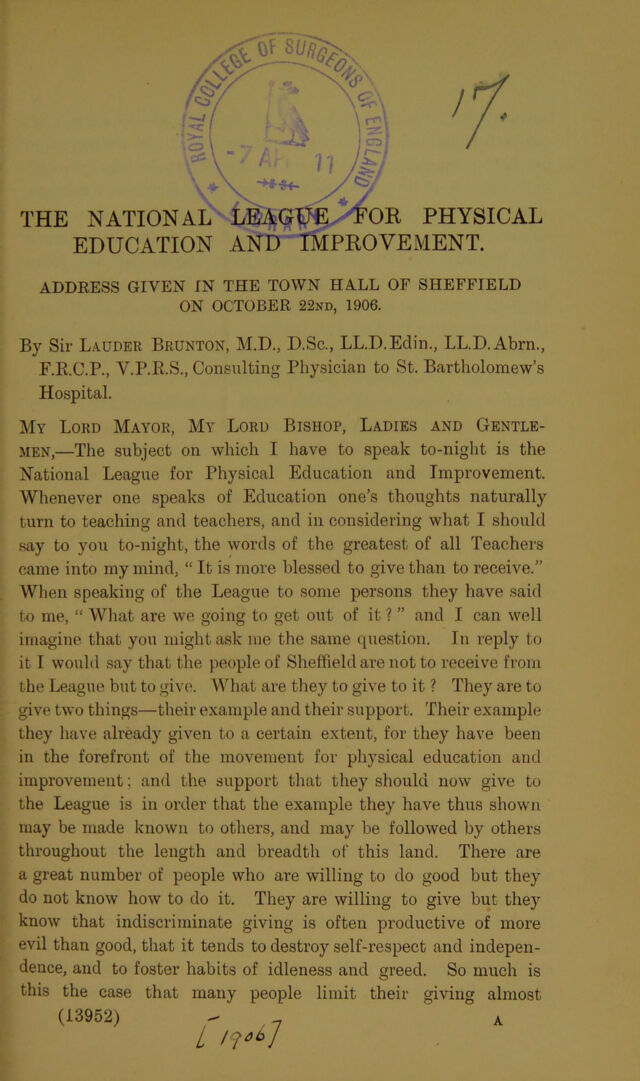 ROYAL COLLEGE OF SURGEONS OF ENGLAND
-7 AP 11
17.
THE NATIONAL LEAGUE FOR PHYSICAL
EDUCATION AND IMPROVEMENT.
ADDRESS GIVEN IN THE TOWN HALL OF SHEFFIELD
ON OCTOBER 22ND, 1906.
By Sir LAUDER BRUNTON, M.D., D.Sc., LL.D.Edin., LL.D.Abrn.,
F.R.C.P., V.P.R.S., Consulting Physician to St. Bartholomew's
Hospital.
MY LORD MAYOR, MY LORD BISHOP, LADIES AND GENTLE-
MEN,—The subject on which I have to speak to-night is the
National League for Physical Education and Improvement.
Whenever one speaks of Education one's thoughts naturally
turn to teaching and teachers, and in considering what I should
say to you to-night, the words of the greatest of all Teachers
came into my mind, “ It is more blessed to give than to receive.”
When speaking of the League to some persons they have said
to me, “ What are we going to get out of it ? ” and I can well
imagine that you might ask me the same question. In reply to
it I would say that the people of Sheffield are not to receive from
the League but to give. What are they to give to it ? They are to
give two things—their example and their support. Their example
they have already given to a certain extent, for they have been
in the forefront of the movement for physical education and
improvement; and the support that they should now give to
the League is in order that the example they have thus shown
may be made known to others, and may be followed by others
throughout the length and breadth of this land. There are
a great number of people who are willing to do good but they
do not know how to do it. They are willing to give but they
know that indiscriminate giving is often productive of more
evil than good, that it tends to destroy self-respect and indepen-
dence, and to foster habits of idleness and greed. So much is
this the case that many people limit their giving almost
(13952) A
[1906]